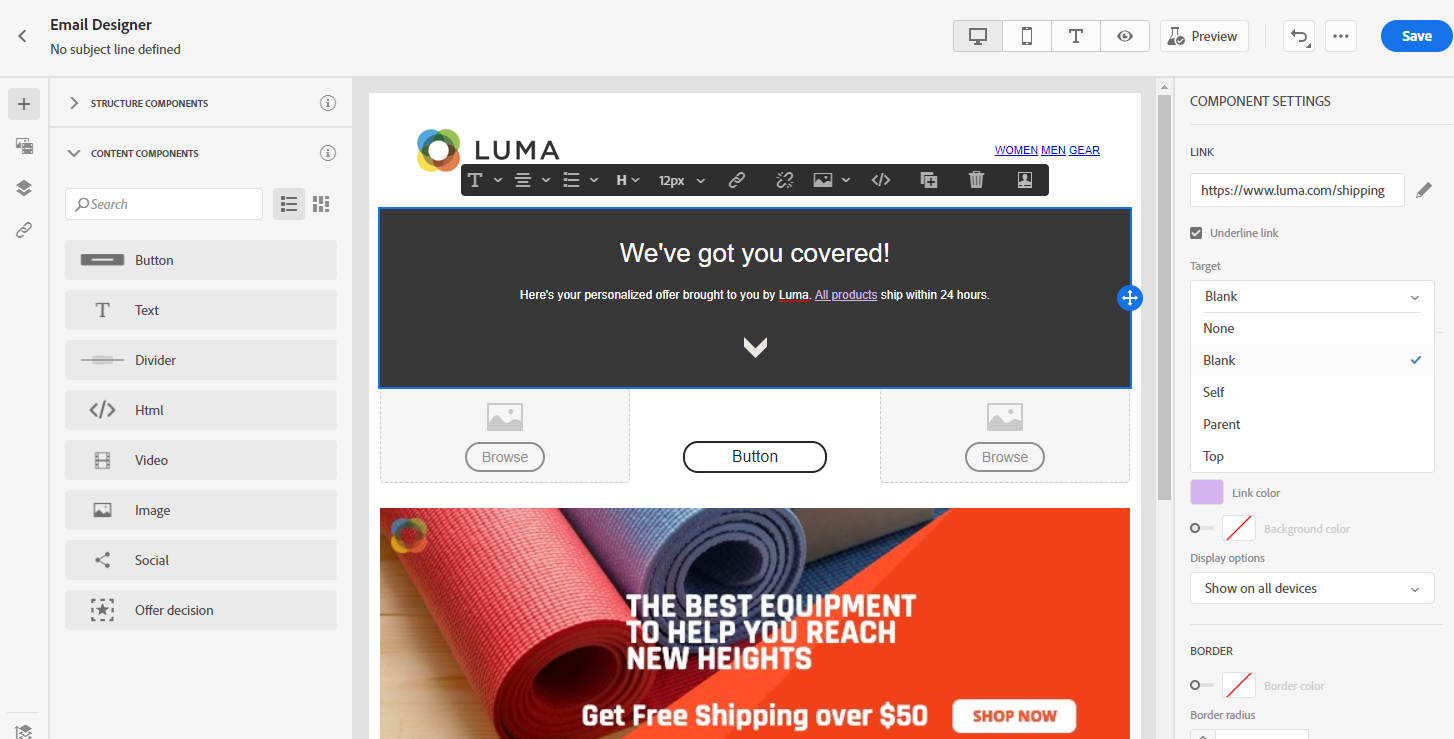 Email Designer
No subject line defined
Preview
Save
STRUCTURE COMPONENTS
CONTENT COMPONENTS
Search
Button
Text
Divider
Html
Video
Image
Social
Offer decision
LUMA
WOMEN MEN GEAR
H
12px
We've got you covered!
Here's your personalized offer brought to you by Luma. All products ship within 24 hours.
Browse
Button
Browse
THE BEST EQUIPMENT
TO HELP YOU REACH
NEW HEIGHTS
Get Free Shipping over $50
SHOP NOW
COMPONENT SETTINGS
LINK
https://www.luma.com/shipping
Underline link
Target
Blank
None
Blank
Self
Parent
Top
Link color
Background color
Display options
Show on all devices
BORDER
Border color
Border radius